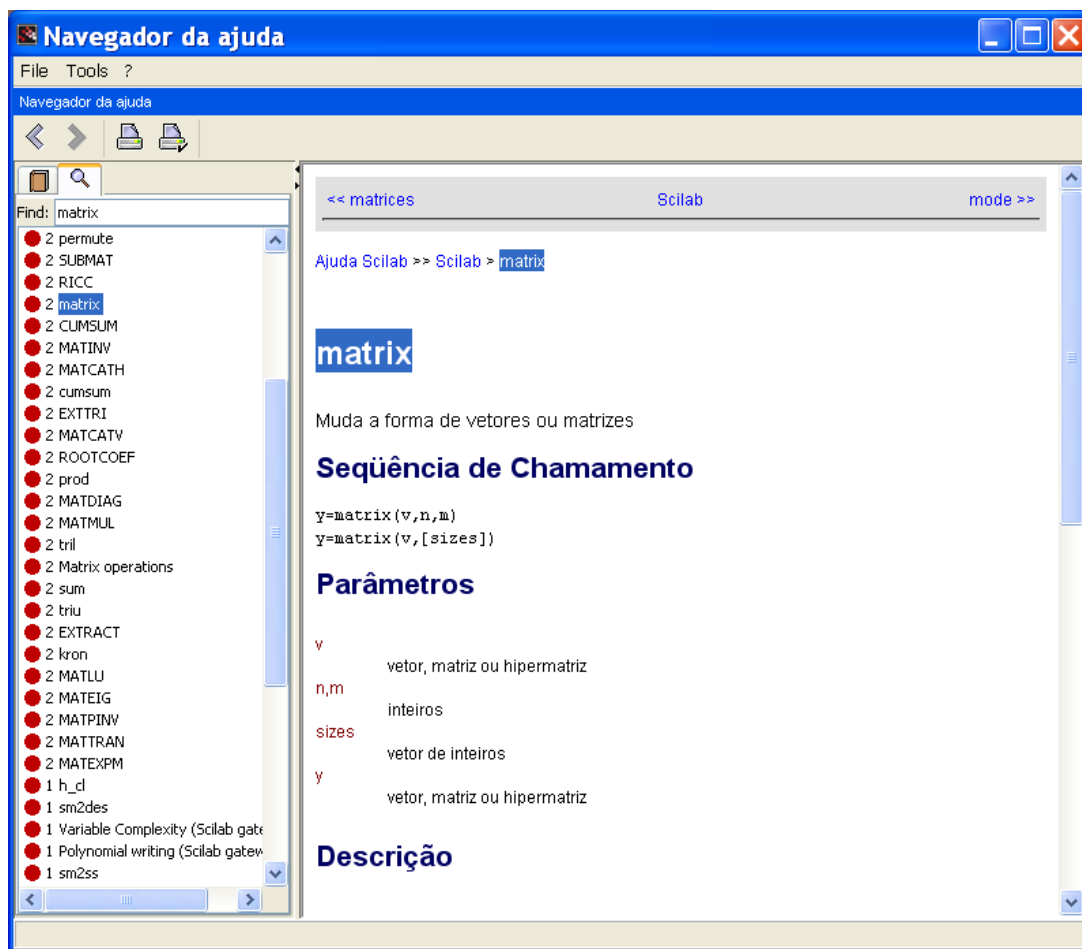 Navegador da ajuda
File Tools ?
Navegador da ajuda
Find: matrix
2 permute
2 SUBMAT
2 RICC
2 matrix
2 CUMSUM
2 MATINV
2 MATCATH
2 cumsum
2 EXTTRI
2 MATCATV
2 ROOTCOEF
2 prod
2 MATDIAG
2 MATMUL
2 tril
2 Matrix operations
2 sum
2 triu
2 EXTRACT
2 kron
2 MATLU
2 MATEIG
2 MATPINV
2 MATTRAN
2 MATEXPM
1 h_cl
1 sm2des
1 Variable Complexity (Scilab gate
1 Polynomial writing (Scilab gatew
1 sm2ss
<< matrices Scilab mode >>
Ajuda Scilab >> Scilab > matrix
matrix
Muda a forma de vetores ou matrizes
Seqüência de Chamamento
y=matrix(v,n,m)
y=matrix(v,[sizes])
Parâmetros
v
vetor, matriz ou hipermatriz
n,m
inteiros
sizes
vetor de inteiros
y
vetor, matriz ou hipermatriz
Descrição